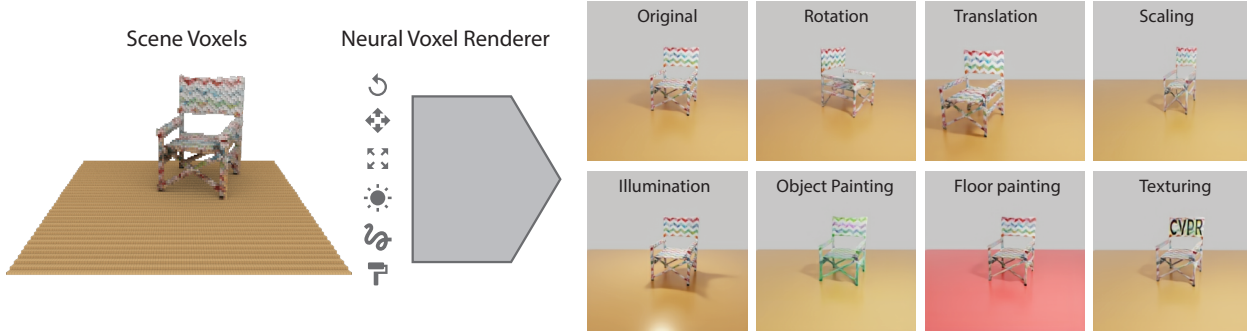 Scene Voxels
Neural Voxel Renderer
Original
Rotation
Translation
Scaling
Illumination
Object Painting
Floor painting
Texturing
CVPR